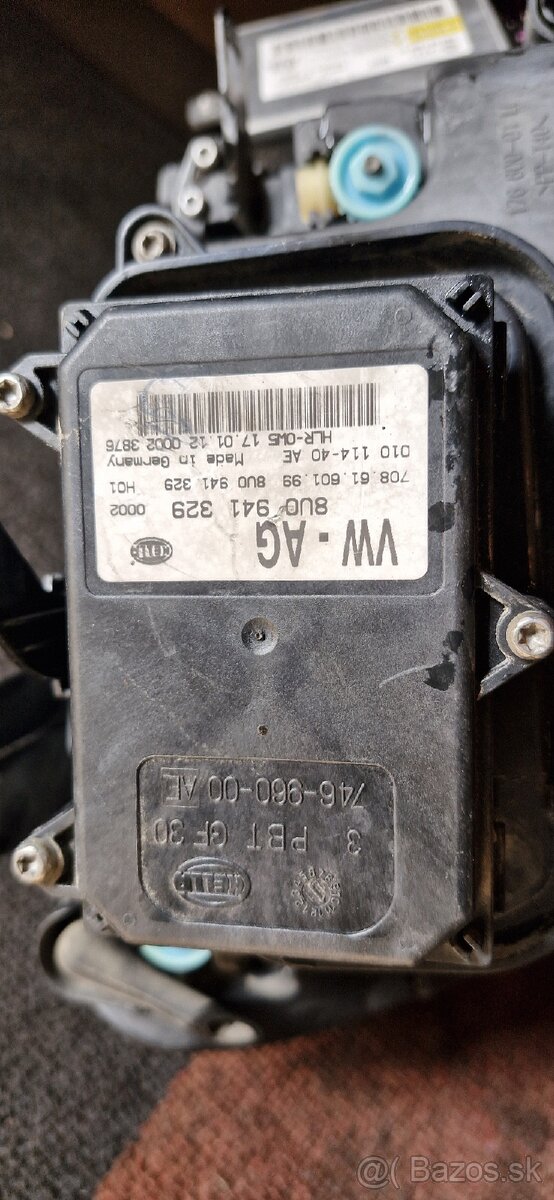 VW - AG
HELLA
8U0 941 329 0002
708.61.601.99 8U0 941.329 H01
010 114-40 AE Made in Germany
HLR-0W5 17.01.12 0002 3876
HELLA
3 PBT GF 30
746-960-00 AE
Bazos.sk